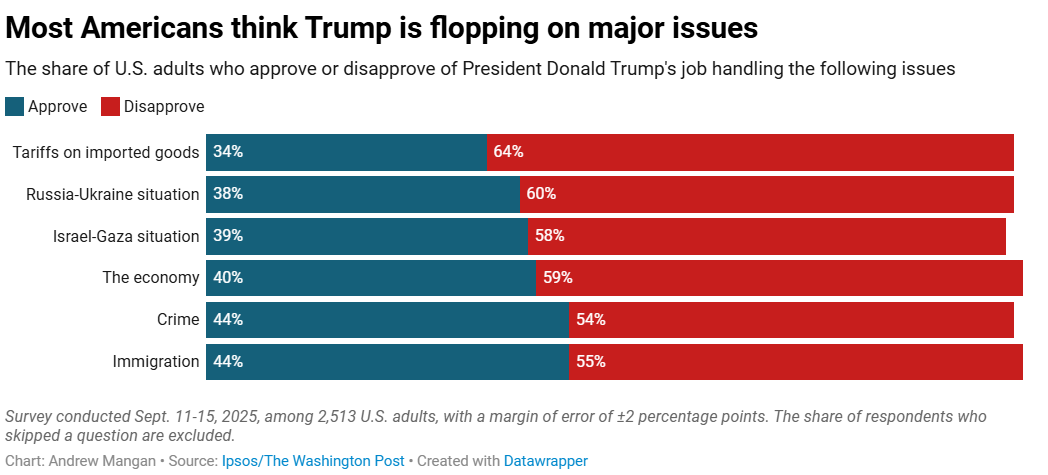 Most Americans think Trump is flopping on major issues
The share of U.S. adults who approve or disapprove of President Donald Trump's job handling the following issues
Approve Disapprove
Tariffs on imported goods 34% 64%
Russia-Ukraine situation 38% 60%
Israel-Gaza situation 39% 58%
The economy 40% 59%
Crime 44% 54%
Immigration 44% 55%
Survey conducted Sept. 11-15, 2025, among 2,513 U.S. adults, with a margin of error of ±2 percentage points. The share of respondents who
skipped a question are excluded.
Chart: Andrew Mangan • Source: Ipsos/The Washington Post • Created with Datawrapper